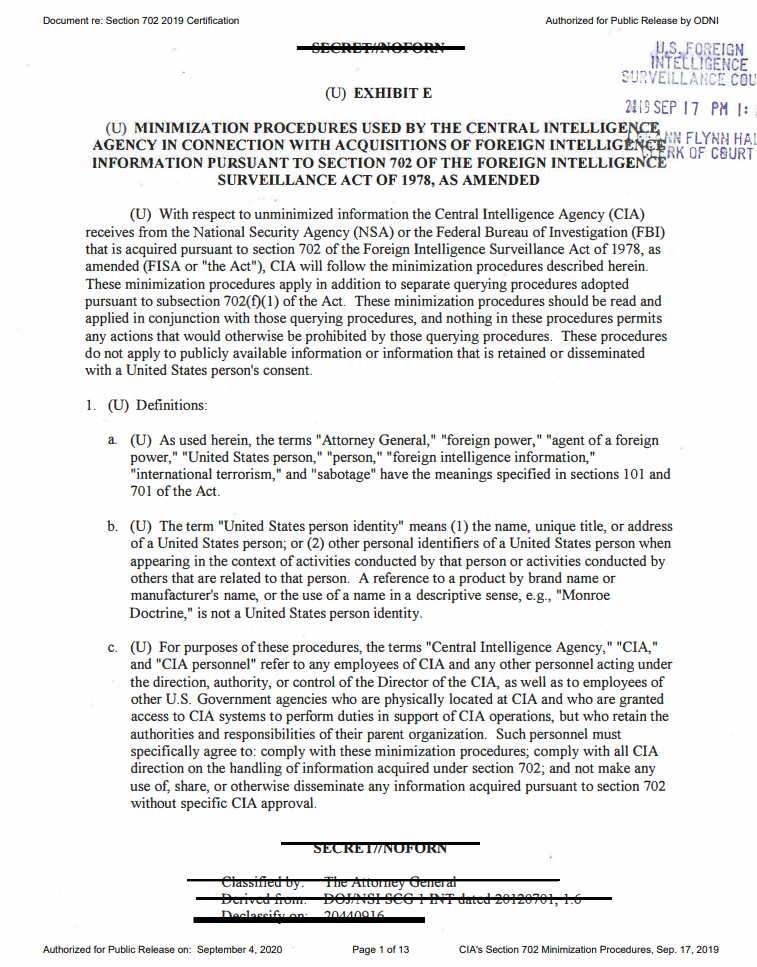 Document re: Section 702 2019 Certification
Authorized for Public Release by ODNI
SECRET//NOFORN
U.S. FOREIGN
INTELLIGENCE
SURVEILLANCE COU
(U) EXHIBIT E
2019 SEP 17 PM 1:
(U) MINIMIZATION PROCEDURES USED BY THE CENTRAL INTELLIGENCE
AGENCY IN CONNECTION WITH ACQUISITIONS OF FOREIGN INTELLIGENCE
INFORMATION PURSUANT TO SECTION 702 OF THE FOREIGN INTELLIGENCE
SURVEILLANCE ACT OF 1978, AS AMENDED
FLYNN HAL
CLERK OF COURT
(U) With respect to unminimized information the Central Intelligence Agency (CIA)
receives from the National Security Agency (NSA) or the Federal Bureau of Investigation (FBI)
that is acquired pursuant to section 702 of the Foreign Intelligence Surveillance Act of 1978, as
amended (FISA or "the Act"), CIA will follow the minimization procedures described herein.
These minimization procedures apply in addition to separate querying procedures adopted
pursuant to subsection 702(f)(1) of the Act. These minimization procedures should be read and
applied in conjunction with those querying procedures, and nothing in these procedures permits
any actions that would otherwise be prohibited by those querying procedures. These procedures
do not apply to publicly available information or information that is retained or disseminated
with a United States person's consent.
1. (U) Definitions:
a. (U) As used herein, the terms "Attorney General," "foreign power," "agent of a foreign
power," "United States person," "person," "foreign intelligence information,"
"international terrorism," and "sabotage" have the meanings specified in sections 101 and
701 of the Act.
b. (U) The term "United States person identity" means (1) the name, unique title, or address
of a United States person; or (2) other personal identifiers of a United States person when
appearing in the context of activities conducted by that person or activities conducted by
others that are related to that person. A reference to a product by brand name or
manufacturer's name, or the use of a name in a descriptive sense, e.g., "Monroe
Doctrine," is not a United States person identity.
c. (U) For purposes of these procedures, the terms "Central Intelligence Agency," "CIA,"
and "CIA personnel" refer to any employees of CIA and any other personnel acting under
the direction, authority, or control of the Director of the CIA, as well as to employees of
other U.S. Government agencies who are physically located at CIA and who are granted
access to CIA systems to perform duties in support of CIA operations, but who retain the
authorities and responsibilities of their parent organization. Such personnel must
specifically agree to: comply with these minimization procedures; comply with all CIA
direction on the handling of information acquired under section 702; and not make any
use of, share, or otherwise disseminate any information acquired pursuant to section 702
without specific CIA approval.
SECRET//NOFORN
Classified by: The Attorney General
Derived from: DOJ/NSI SCG-1 INT dated 20120701, 1.6
Declassify on: 20440916
Authorized for Public Release on: September 4, 2020
Page 1 of 13
CIA's Section 702 Minimization Procedures, Sep. 17, 2019